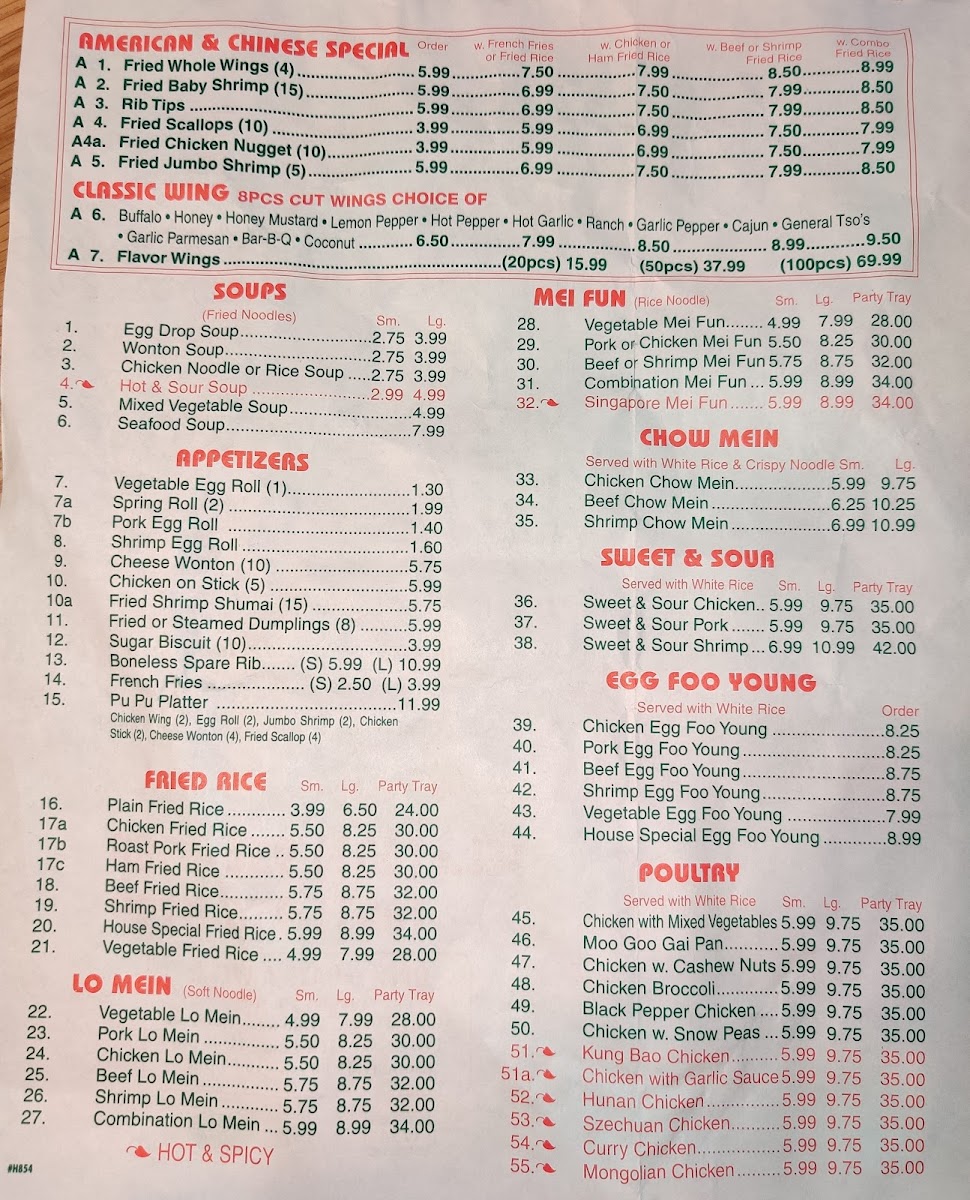 AMERICAN & CHINESE SPECIAL Order w. French Fries or Fried Rice w. Chicken or Ham Fried Rice w. Beef or Shrimp Fried Rice w. Combo Fried Rice
A 1. Fried Whole Wings (4) 5.99 7.50 7.99 8.50 8.99
A 2. Fried Baby Shrimp (15) 5.99 6.99 7.50 7.99 8.50
A 3. Rib Tips 5.99 6.99 7.50 7.99 8.50
A 4. Fried Scallops (10) 3.99 5.99 6.99 7.50 7.99
A4a. Fried Chicken Nugget (10) 3.99 5.99 6.99 7.50 7.99
A 5. Fried Jumbo Shrimp (5) 5.99 6.99 7.50 7.99 8.50
CLASSIC WING 8PCS CUT WINGS CHOICE OF
A 6. Buffalo • Honey • Honey Mustard • Lemon Pepper • Hot Pepper • Hot Garlic • Ranch • Garlic Pepper • Cajun • General Tso's
• Garlic Parmesan • Bar-B-Q • Coconut 6.50 7.99 8.50 8.99 9.50
A 7. Flavor Wings (20pcs) 15.99 (50pcs) 37.99 (100pcs) 69.99
SOUPS
(Fried Noodles) Sm. Lg.
1. Egg Drop Soup 2.75 3.99
2. Wonton Soup 2.75 3.99
3. Chicken Noodle or Rice Soup 2.75 3.99
4. Hot & Sour Soup 2.99 4.99
5. Mixed Vegetable Soup 4.99
6. Seafood Soup 7.99
APPETIZERS
7. Vegetable Egg Roll (1) 1.30
7a Spring Roll (2) 1.99
7b Pork Egg Roll 1.40
8. Shrimp Egg Roll 1.60
9. Cheese Wonton (10) 5.75
10. Chicken on Stick (5) 5.99
10a Fried Shrimp Shumai (15) 5.75
11. Fried or Steamed Dumplings (8) 5.99
12. Sugar Biscuit (10) 3.99
13. Boneless Spare Rib (S) 5.99 (L) 10.99
14. French Fries (S) 2.50 (L) 3.99
15. Pu Pu Platter 11.99
Chicken Wing (2), Egg Roll (2), Jumbo Shrimp (2), Chicken
Stick (2), Cheese Wonton (4), Fried Scallop (4)
FRIED RICE Sm. Lg. Party Tray
16. Plain Fried Rice 3.99 6.50 24.00
17a Chicken Fried Rice 5.50 8.25 30.00
17b Roast Pork Fried Rice 5.50 8.25 30.00
17c Ham Fried Rice 5.50 8.25 30.00
18. Beef Fried Rice 5.75 8.75 32.00
19. Shrimp Fried Rice 5.75 8.75 32.00
20. House Special Fried Rice 5.99 8.99 34.00
21. Vegetable Fried Rice 4.99 7.99 28.00
LO MEIN (Soft Noodle) Sm. Lg. Party Tray
22. Vegetable Lo Mein 4.99 7.99 28.00
23. Pork Lo Mein 5.50 8.25 30.00
24. Chicken Lo Mein 5.50 8.25 30.00
25. Beef Lo Mein 5.75 8.75 32.00
26. Shrimp Lo Mein 5.75 8.75 32.00
27. Combination Lo Mein 5.99 8.99 34.00
HOT & SPICY
#H854
MEI FUN (Rice Noodle) Sm. Lg. Party Tray
28. Vegetable Mei Fun 4.99 7.99 28.00
29. Pork or Chicken Mei Fun 5.50 8.25 30.00
30. Beef or Shrimp Mei Fun 5.75 8.75 32.00
31. Combination Mei Fun 5.99 8.99 34.00
32. Singapore Mei Fun 5.99 8.99 34.00
CHOW MEIN
Served with White Rice & Crispy Noodle Sm. Lg.
33. Chicken Chow Mein 5.99 9.75
34. Beef Chow Mein 6.25 10.25
35. Shrimp Chow Mein 6.99 10.99
SWEET & SOUR
Served with White Rice Sm. Lg. Party Tray
36. Sweet & Sour Chicken 5.99 9.75 35.00
37. Sweet & Sour Pork 5.99 9.75 35.00
38. Sweet & Sour Shrimp 6.99 10.99 42.00
EGG FOO YOUNG
Served with White Rice Order
39. Chicken Egg Foo Young 8.25
40. Pork Egg Foo Young 8.25
41. Beef Egg Foo Young 8.75
42. Shrimp Egg Foo Young 8.75
43. Vegetable Egg Foo Young 7.99
44. House Special Egg Foo Young 8.99
POULTRY
Served with White Rice Sm. Lg. Party Tray
45. Chicken with Mixed Vegetables 5.99 9.75 35.00
46. Moo Goo Gai Pan 5.99 9.75 35.00
47. Chicken w. Cashew Nuts 5.99 9.75 35.00
48. Chicken Broccoli 5.99 9.75 35.00
49. Black Pepper Chicken 5.99 9.75 35.00
50. Chicken w. Snow Peas 5.99 9.75 35.00
51. Kung Bao Chicken 5.99 9.75 35.00
51a. Chicken with Garlic Sauce 5.99 9.75 35.00
52. Hunan Chicken 5.99 9.75 35.00
53. Szechuan Chicken 5.99 9.75 35.00
54. Curry Chicken 5.99 9.75 35.00
55. Mongolian Chicken 5.99 9.75 35.00